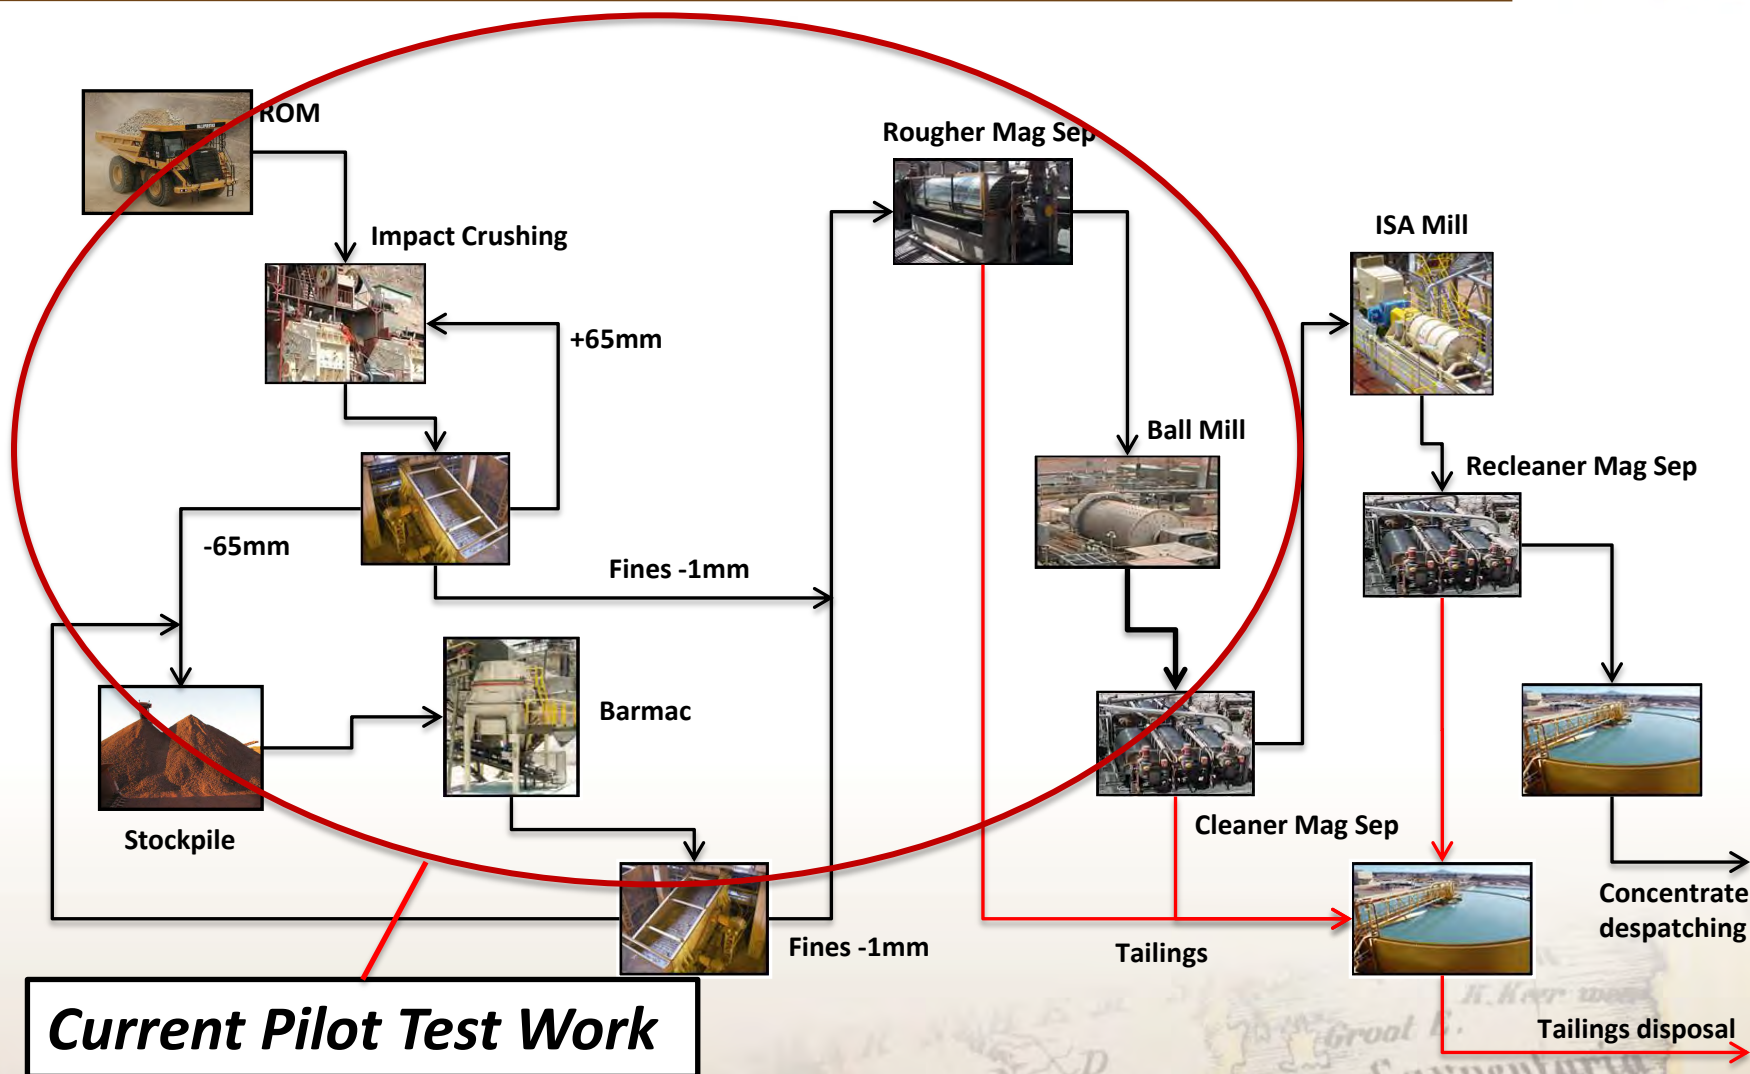 ROM
Rougher Mag Sep
Impact Crushing
ISA Mill
+65mm
Ball Mill
Recleaner Mag Sep
-65mm
Fines -1mm
Barmac
Stockpile
Cleaner Mag Sep
Concentrate
despatching
Fines -1mm
Tailings
Current Pilot Test Work
Tailings disposal
Groot E.